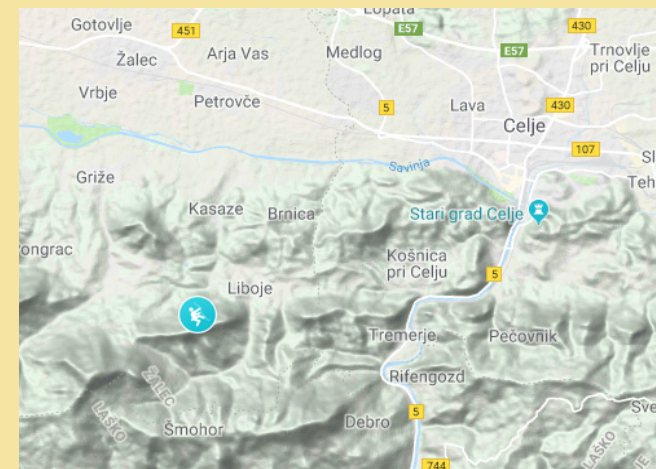 Lopata
Gotovlje
451
E57
430
Žalec
Arja Vas
Medlog
E57
Trnovlje
pri Celju
Vrbje
Petrovče
5
Lava
430
Celje
107
Savinja
Griže
Kasaze
Brnica
Stari grad Celje
Košnica
pri Celju
5
Liboje
Tremerje
Pečovnik
Rifengozd
ŽALEC
LAŠKO
Šmohor
Debro
5
744
LAŠKO